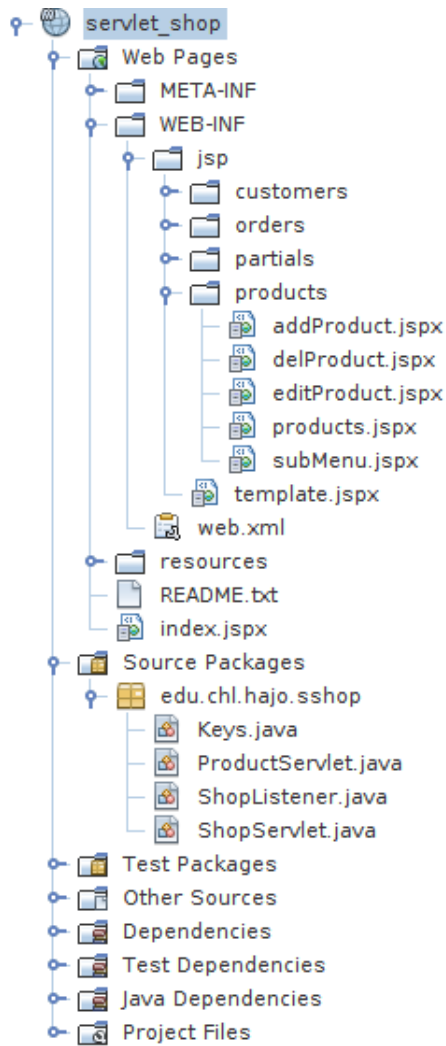 servlet_shop
Web Pages
META-INF
WEB-INF
jsp
customers
orders
partials
products
addProduct.jspx
delProduct.jspx
editProduct.jspx
products.jspx
subMenu.jspx
template.jspx
web.xml
resources
README.txt
index.jspx
Source Packages
edu.chl.hajo.sshop
Keys.java
ProductServlet.java
ShopListener.java
ShopServlet.java
Test Packages
Other Sources
Dependencies
Test Dependencies
Java Dependencies
Project Files